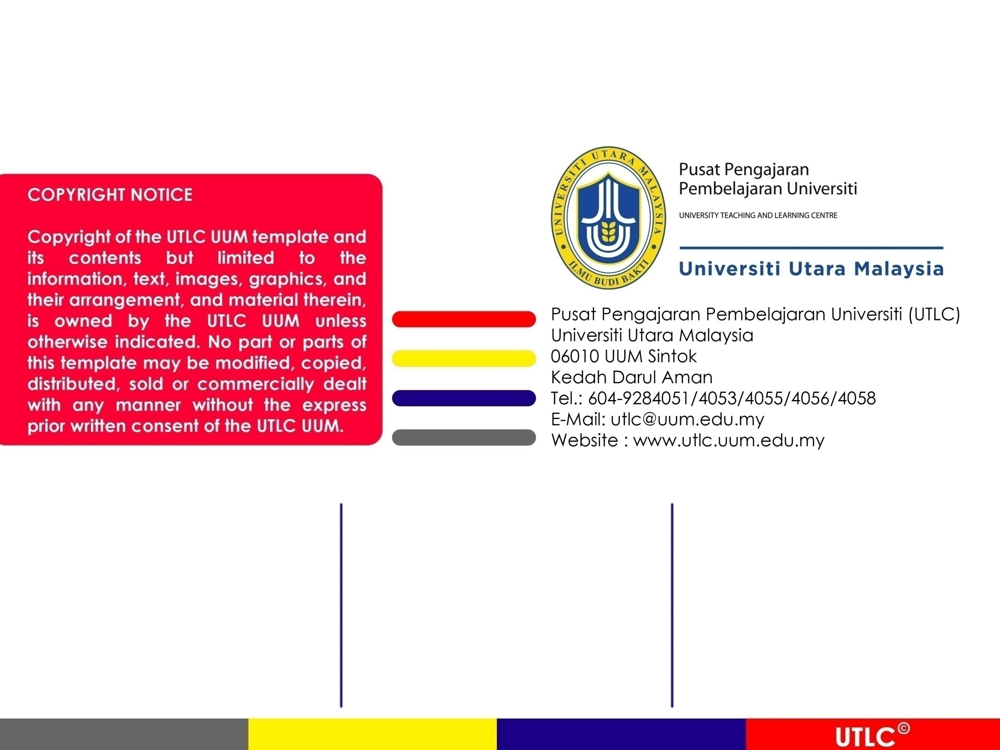 COPYRIGHT NOTICE
Copyright of the UTLC UUM template and
its contents but limited to the
information, text, images, graphics, and
their arrangement, and material therein,
is owned by the UTLC UUM unless
otherwise indicated. No part or parts of
this template may be modified, copied,
distributed, sold or commercially dealt
with any manner without the express
prior written consent of the UTLC UUM.
UNIVERSITI UTARA MALAYSIA
ILMU BUDI BAKTI
Pusat Pengajaran
Pembelajaran Universiti
UNIVERSITY TEACHING AND LEARNING CENTRE
Universiti Utara Malaysia
Pusat Pengajaran Pembelajaran Universiti (UTLC)
Universiti Utara Malaysia
06010 UUM Sintok
Kedah Darul Aman
Tel.: 604-9284051/4053/4055/4056/4058
E-Mail: utlc@uum.edu.my
Website : www.utlc.uum.edu.my
UTLC©